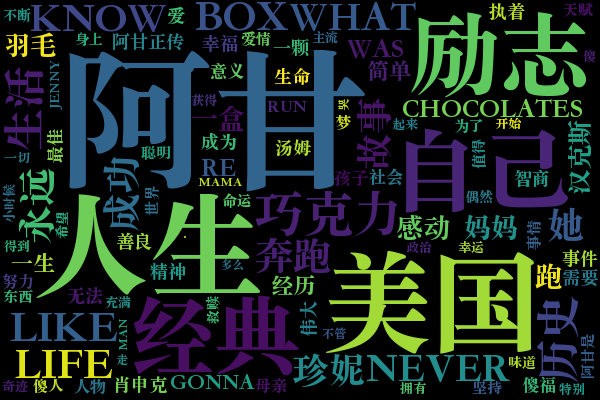 不断
KNOW
爱
BOX
WHAT
执着
天赋
羽毛
身上
阿甘正传
幸福
爱情
一颗
主流
WAS
励志
傻
生活
JENNY
阿甘
意义
生命
简单
获得
RUN
哭
CHOCOLATES
一盒
梦
故事
起来
为了
开始
最佳
一切
聪明
成功
成为
汤姆
自己
值得
汉克斯
RE
MAMA
孩子
社会
智商
小时候
永远
希望
世界
人生
命运
巧克力
偶然
得到
善良
感动
妈妈
事情
她
一生
精神
奔跑
多么
政治
幸运
美国
跑
事件
需要
努力
东西
无法
充满
经典
救赎
经历
伟大
不管
历史
阿甘是
LIKE
MAN
走
LIFE
珍妮
NEVER
味道
奇迹
傻人
人物
肖申克
GONNA
母亲
拥有
坚持
傻福
特别